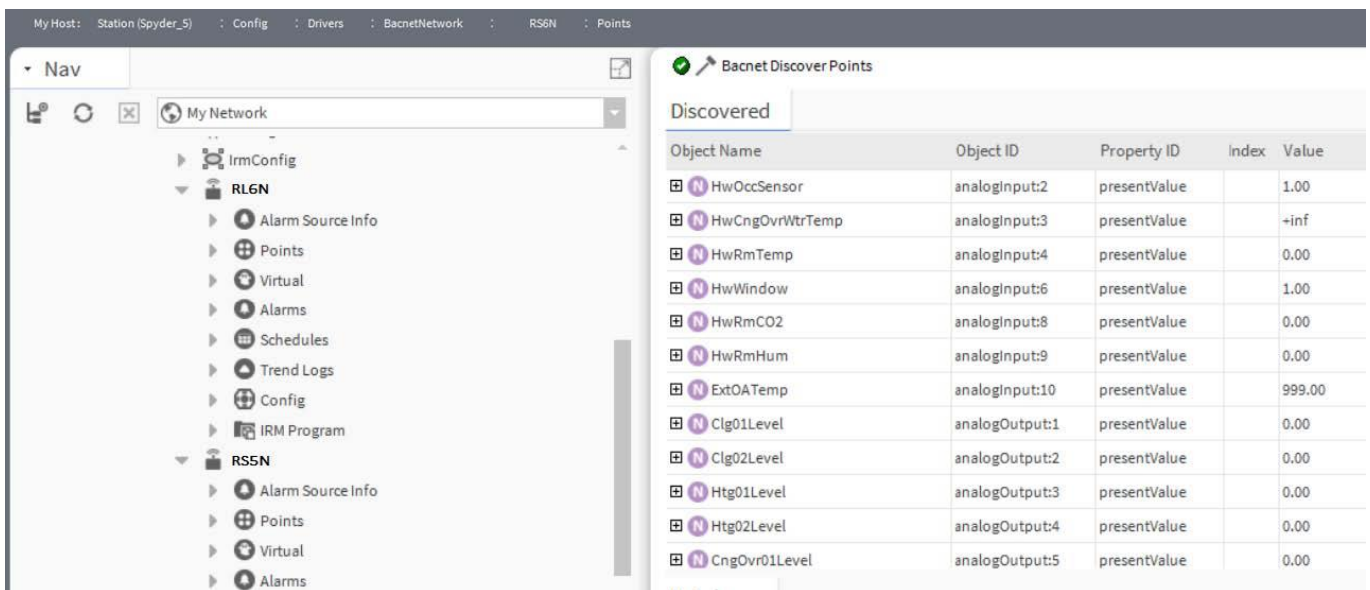 My Host : Station (Spyder_5) : Config : Drivers : BacnetNetwork : RS6N : Points
Nav
My Network
IrmConfig
RL6N
Alarm Source Info
Points
Virtual
Alarms
Schedules
Trend Logs
Config
IRM Program
RS5N
Alarm Source Info
Points
Virtual
Alarms
Bacnet Discover Points
Discovered
Object Name Object ID Property ID Index Value
N HwOccSensor analogInput:2 presentValue 1.00
N HwCngOvrWtrTemp analogInput:3 presentValue +inf
N HwRmTemp analogInput:4 presentValue 0.00
N HwWindow analogInput:6 presentValue 1.00
N HwRmCO2 analogInput:8 presentValue 0.00
N HwRmHum analogInput:9 presentValue 0.00
N ExtOATemp analogInput:10 presentValue 999.00
N Clg01Level analogOutput:1 presentValue 0.00
N Clg02Level analogOutput:2 presentValue 0.00
N Htg01Level analogOutput:3 presentValue 0.00
N Htg02Level analogOutput:4 presentValue 0.00
N CngOvr01Level analogOutput:5 presentValue 0.00